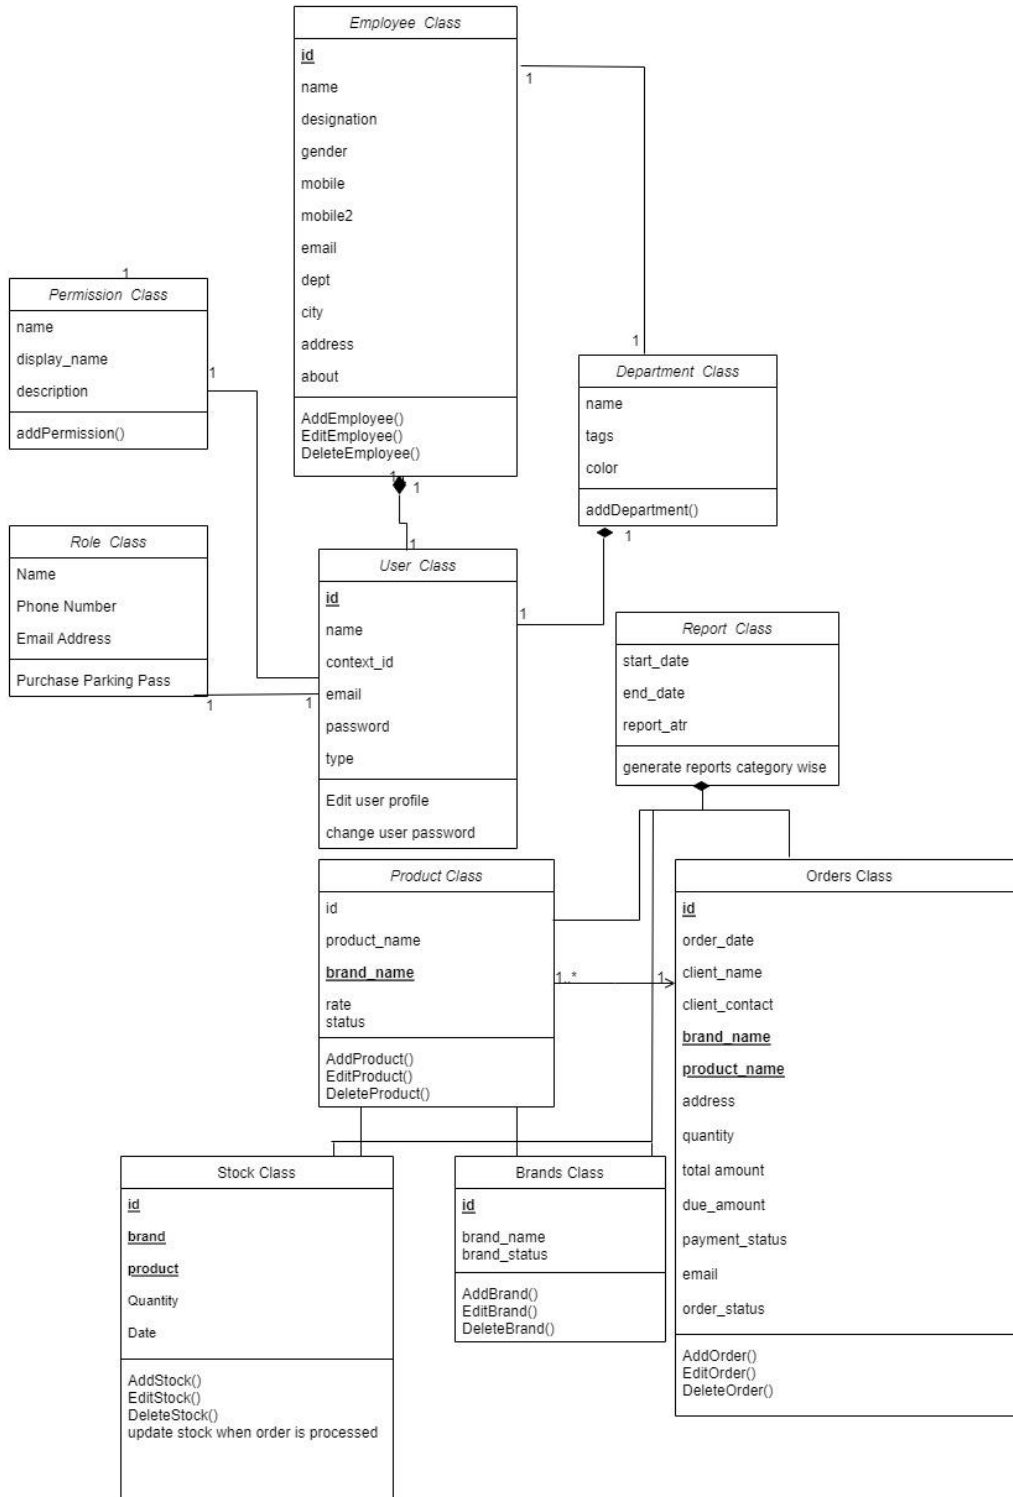 Employee Class
id
name
designation
gender
mobile
mobile2
email
dept
city
address
about
AddEmployee()
EditEmployee()
DeleteEmployee()
1
1
1
Permission Class
name
display_name
description
addPermission()
1
1
Department Class
name
tags
color
addDepartment()
1
1
1
1
Role Class
Name
Phone Number
Email Address
Purchase Parking Pass
1
1
User Class
id
name
context_id
email
password
type
Edit user profile
change user password
1
Report Class
start_date
end_date
report_atr
generate reports category wise
Product Class
id
product_name
brand_name
rate
status
AddProduct()
EditProduct()
DeleteProduct()
1..*
1
Orders Class
id
order_date
client_name
client_contact
brand_name
product_name
address
quantity
total amount
due_amount
payment_status
email
order_status
AddOrder()
EditOrder()
DeleteOrder()
Stock Class
id
brand
product
Quantity
Date
AddStock()
EditStock()
DeleteStock()
update stock when order is processed
Brands Class
id
brand_name
brand_status
AddBrand()
EditBrand()
DeleteBrand()